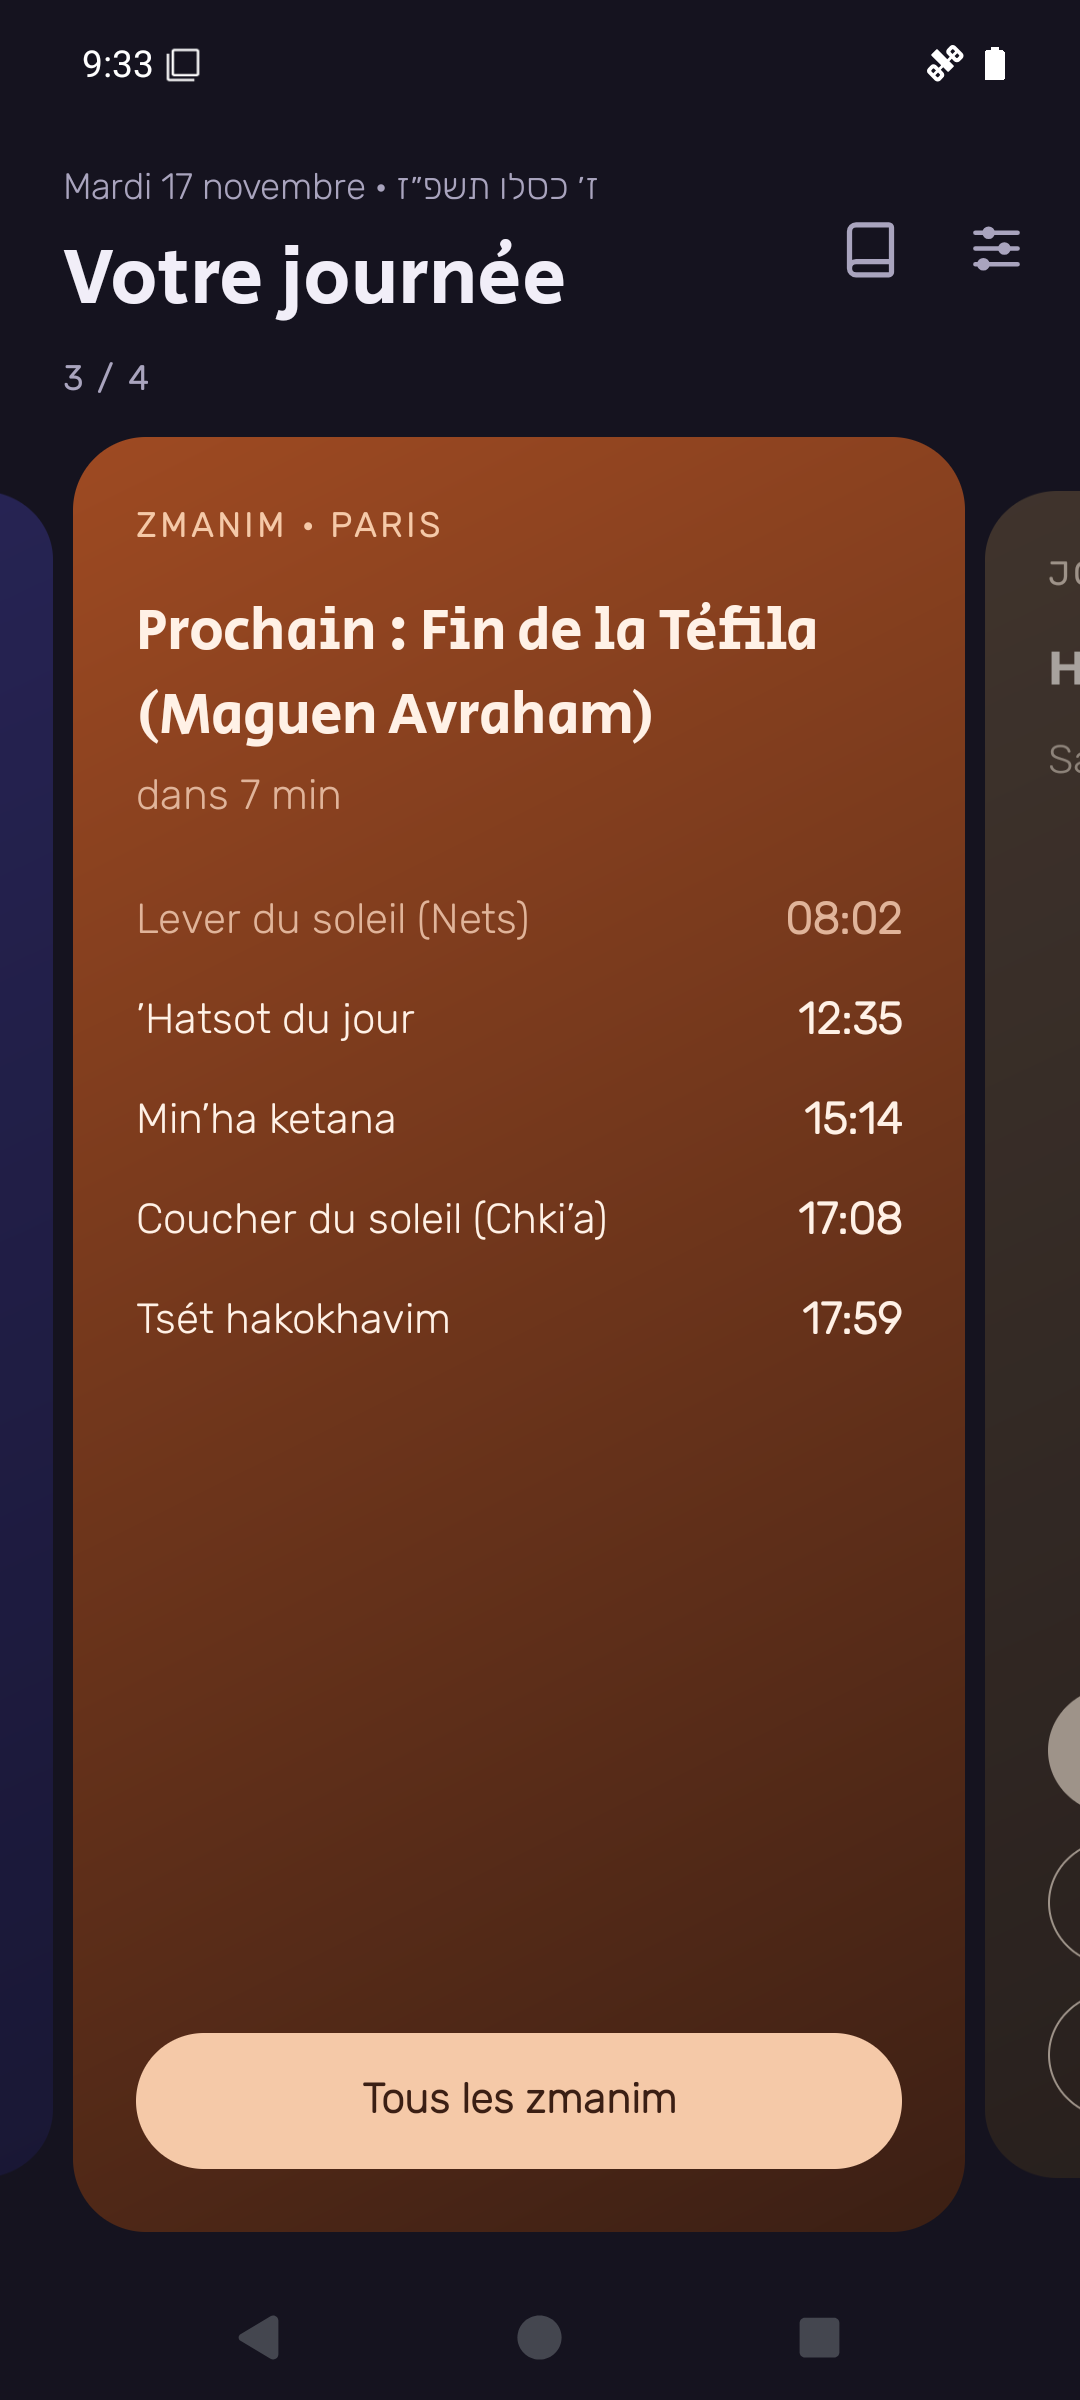 9:33
Mardi 17 novembre • ז׳ כסלו תשפ״ז
Votre journée
3 / 4
ZMANIM • PARIS
Prochain : Fin de la Téfila
(Maguen Avraham)
dans 7 min
Lever du soleil (Nets) 08:02
’Hatsot du jour 12:35
Min’ha ketana 15:14
Coucher du soleil (Chki’a) 17:08
Tsét hakokhavim 17:59
Tous les zmanim